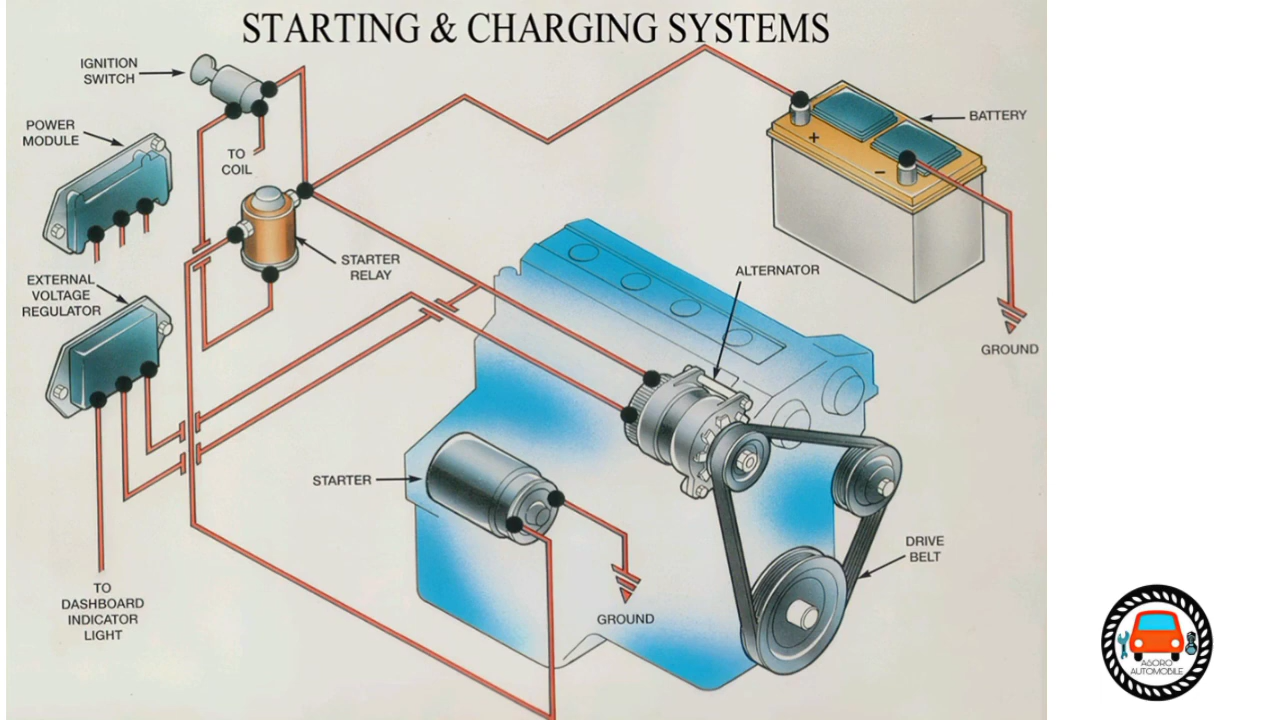 STARTING & CHARGING SYSTEMS
IGNITION
SWITCH
POWER
MODULE
TO
COIL
BATTERY
+
−
STARTER
RELAY
EXTERNAL
VOLTAGE
REGULATOR
ALTERNATOR
GROUND
STARTER
DRIVE
BELT
TO
DASHBOARD
INDICATOR
LIGHT
GROUND
AGORO
AUTOMOBILE